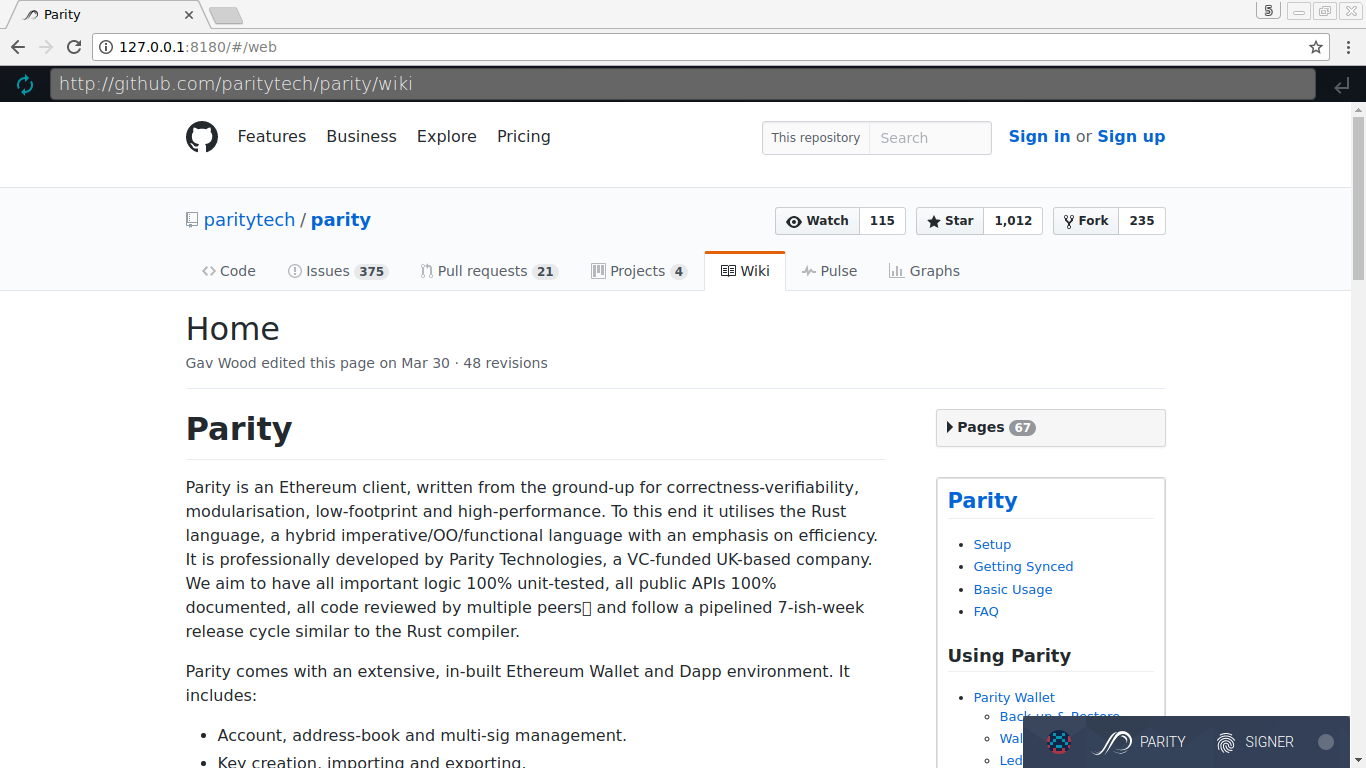 Parity
5
127.0.0.1:8180/#/web
http://github.com/paritytech/parity/wiki
Features Business Explore Pricing
This repository Search
Sign in or Sign up
paritytech / parity
Watch 115 Star 1,012 Fork 235
Code Issues 375 Pull requests 21 Projects 4 Wiki Pulse Graphs
Home
Gav Wood edited this page on Mar 30 · 48 revisions
Parity
Parity is an Ethereum client, written from the ground-up for correctness-verifiability,
modularisation, low-footprint and high-performance. To this end it utilises the Rust
language, a hybrid imperative/OO/functional language with an emphasis on efficiency.
It is professionally developed by Parity Technologies, a VC-funded UK-based company.
We aim to have all important logic 100% unit-tested, all public APIs 100%
documented, all code reviewed by multiple peers▯ and follow a pipelined 7-ish-week
release cycle similar to the Rust compiler.
Parity comes with an extensive, in-built Ethereum Wallet and Dapp environment. It
includes:
• Account, address-book and multi-sig management.
• Key creation, importing and exporting.
Pages 67
Parity
• Setup
• Getting Synced
• Basic Usage
• FAQ
Using Parity
• Parity Wallet
Back-up & Restore
Wal
Led
PARITY SIGNER